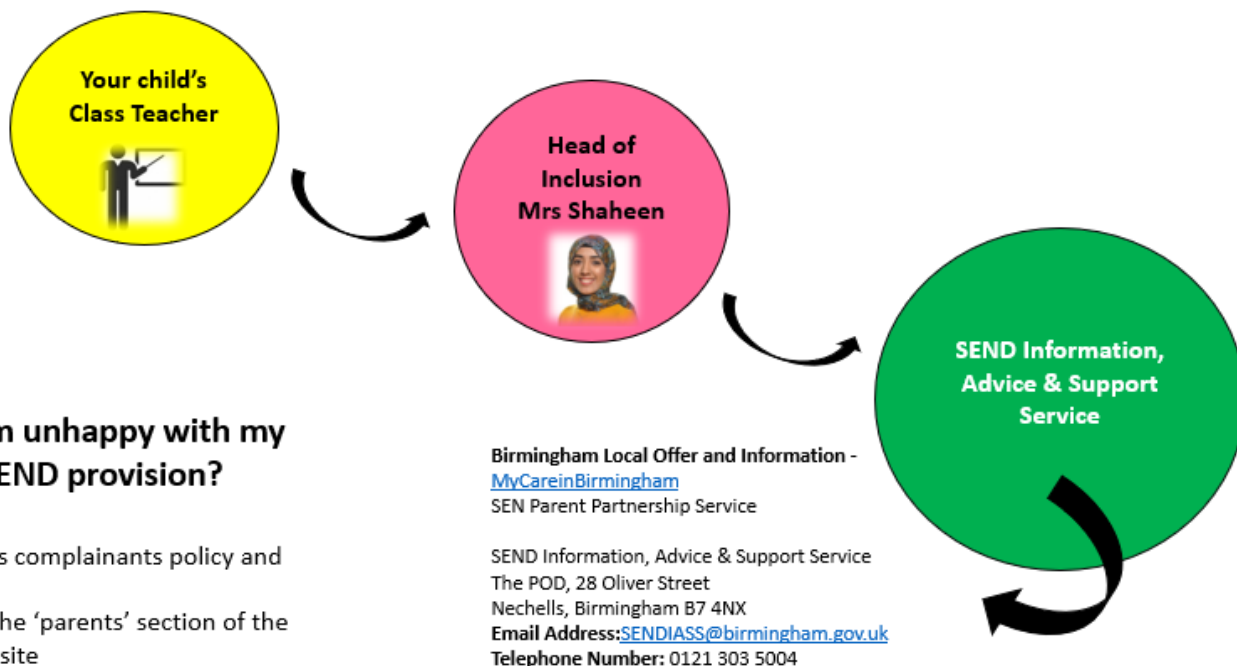 Your child's
Class Teacher
Head of
Inclusion
Mrs Shaheen
SEND Information,
Advice & Support
Service
unhappy with my
END provision?
s complainants policy and
he 'parents' section of the
site
Birmingham Local Offer and Information -
MyCareinBirmingham
SEN Parent Partnership Service
SEND Information, Advice & Support Service
The POD, 28 Oliver Street
Nechells, Birmingham B7 4NX
Email Address:SENDIASS@birmingham.gov.uk
Telephone Number: 0121 303 5004